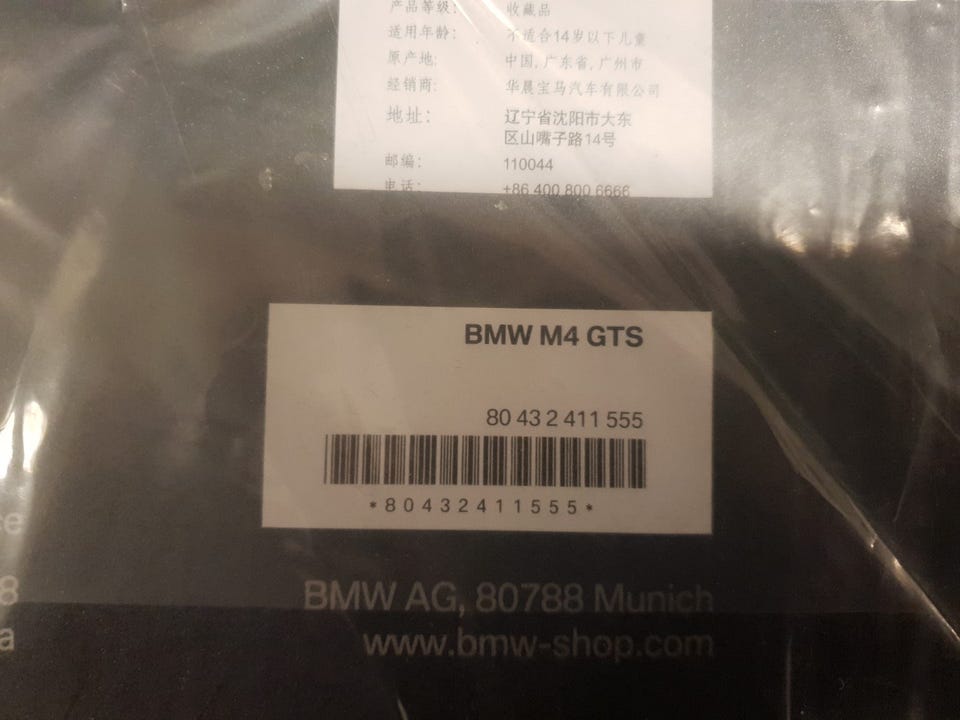 产品等级: 收藏品
适用年龄: 不适合14岁以下儿童
原产地: 中国,广东省,广州市
经销商: 华晨宝马汽车有限公司
地址: 辽宁省沈阳市大东
区山嘴子路14号
邮编: 110044
电话: +86 400 800 6666
BMW M4 GTS
80 43 2 411 555
*80432411555*
ce
8
a
BMW AG, 80788 Munich
www.bmw-shop.com